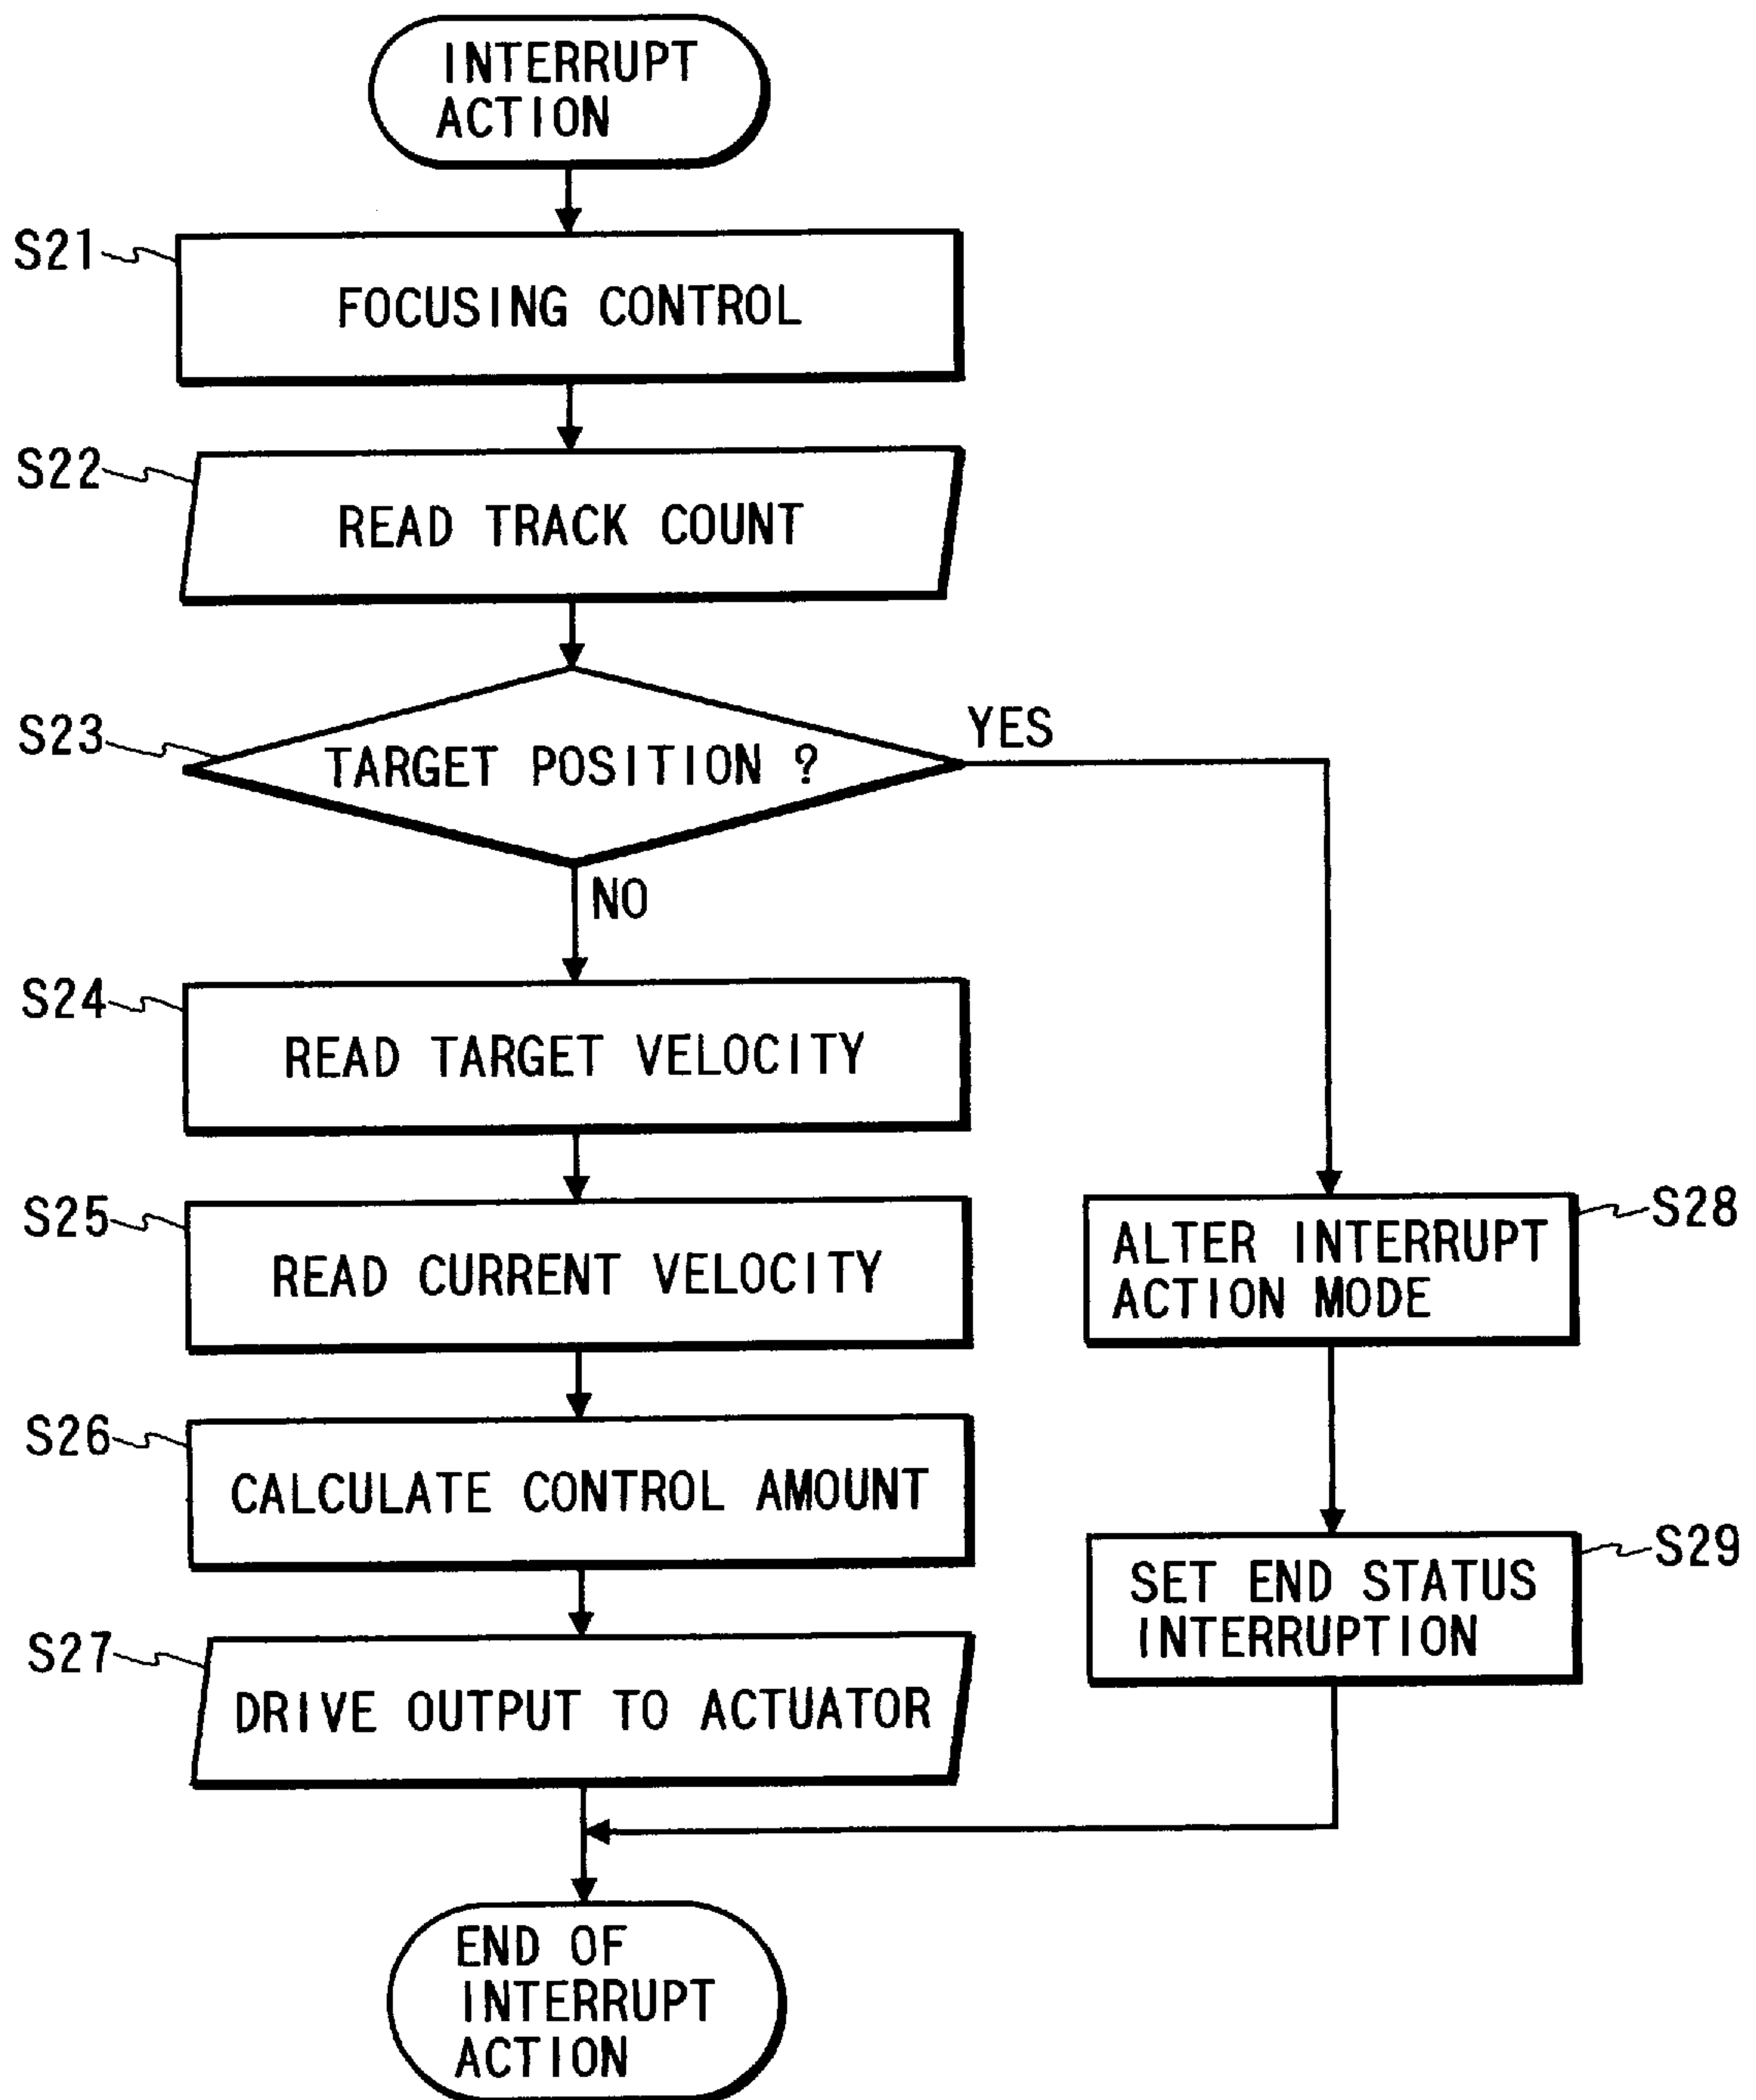 INTERRUPT
ACTION
S21
FOCUSING CONTROL
S22
READ TRACK COUNT
S23
TARGET POSITION ?
YES
NO
S24
READ TARGET VELOCITY
S25
READ CURRENT VELOCITY
S28
ALTER INTERRUPT
ACTION MODE
S26
CALCULATE CONTROL AMOUNT
S29
SET END STATUS
INTERRUPTION
S27
DRIVE OUTPUT TO ACTUATOR
END OF
INTERRUPT
ACTION